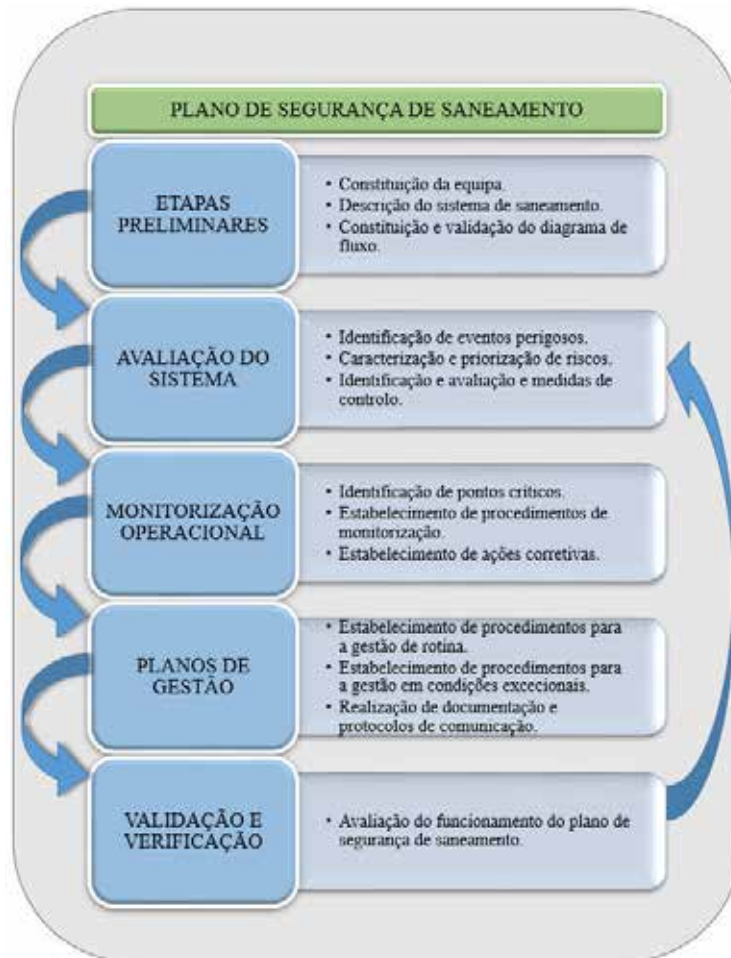 PLANO DE SEGURANÇA DE SANEAMENTO
ETAPAS
PRELIMINARES
• Constituição da equipa.
• Descrição do sistema de saneamento.
• Constituição e validação do diagrama de
fluxo.
AVALIAÇÃO DO
SISTEMA
• Identificação de eventos perigosos.
• Caracterização e priorização de riscos.
• Identificação e avaliação e medidas de
controlo.
MONITORIZAÇÃO
OPERACIONAL
• Identificação de pontos críticos.
• Estabelecimento de procedimentos de
monitorização.
• Estabelecimento de ações corretivas.
PLANOS DE
GESTÃO
• Estabelecimento de procedimentos para
a gestão de rotina.
• Estabelecimento de procedimentos para
a gestão em condições excecionais.
• Realização de documentação e
protocolos de comunicação.
VALIDAÇÃO E
VERIFICAÇÃO
• Avaliação do funcionamento do plano de
segurança de saneamento.